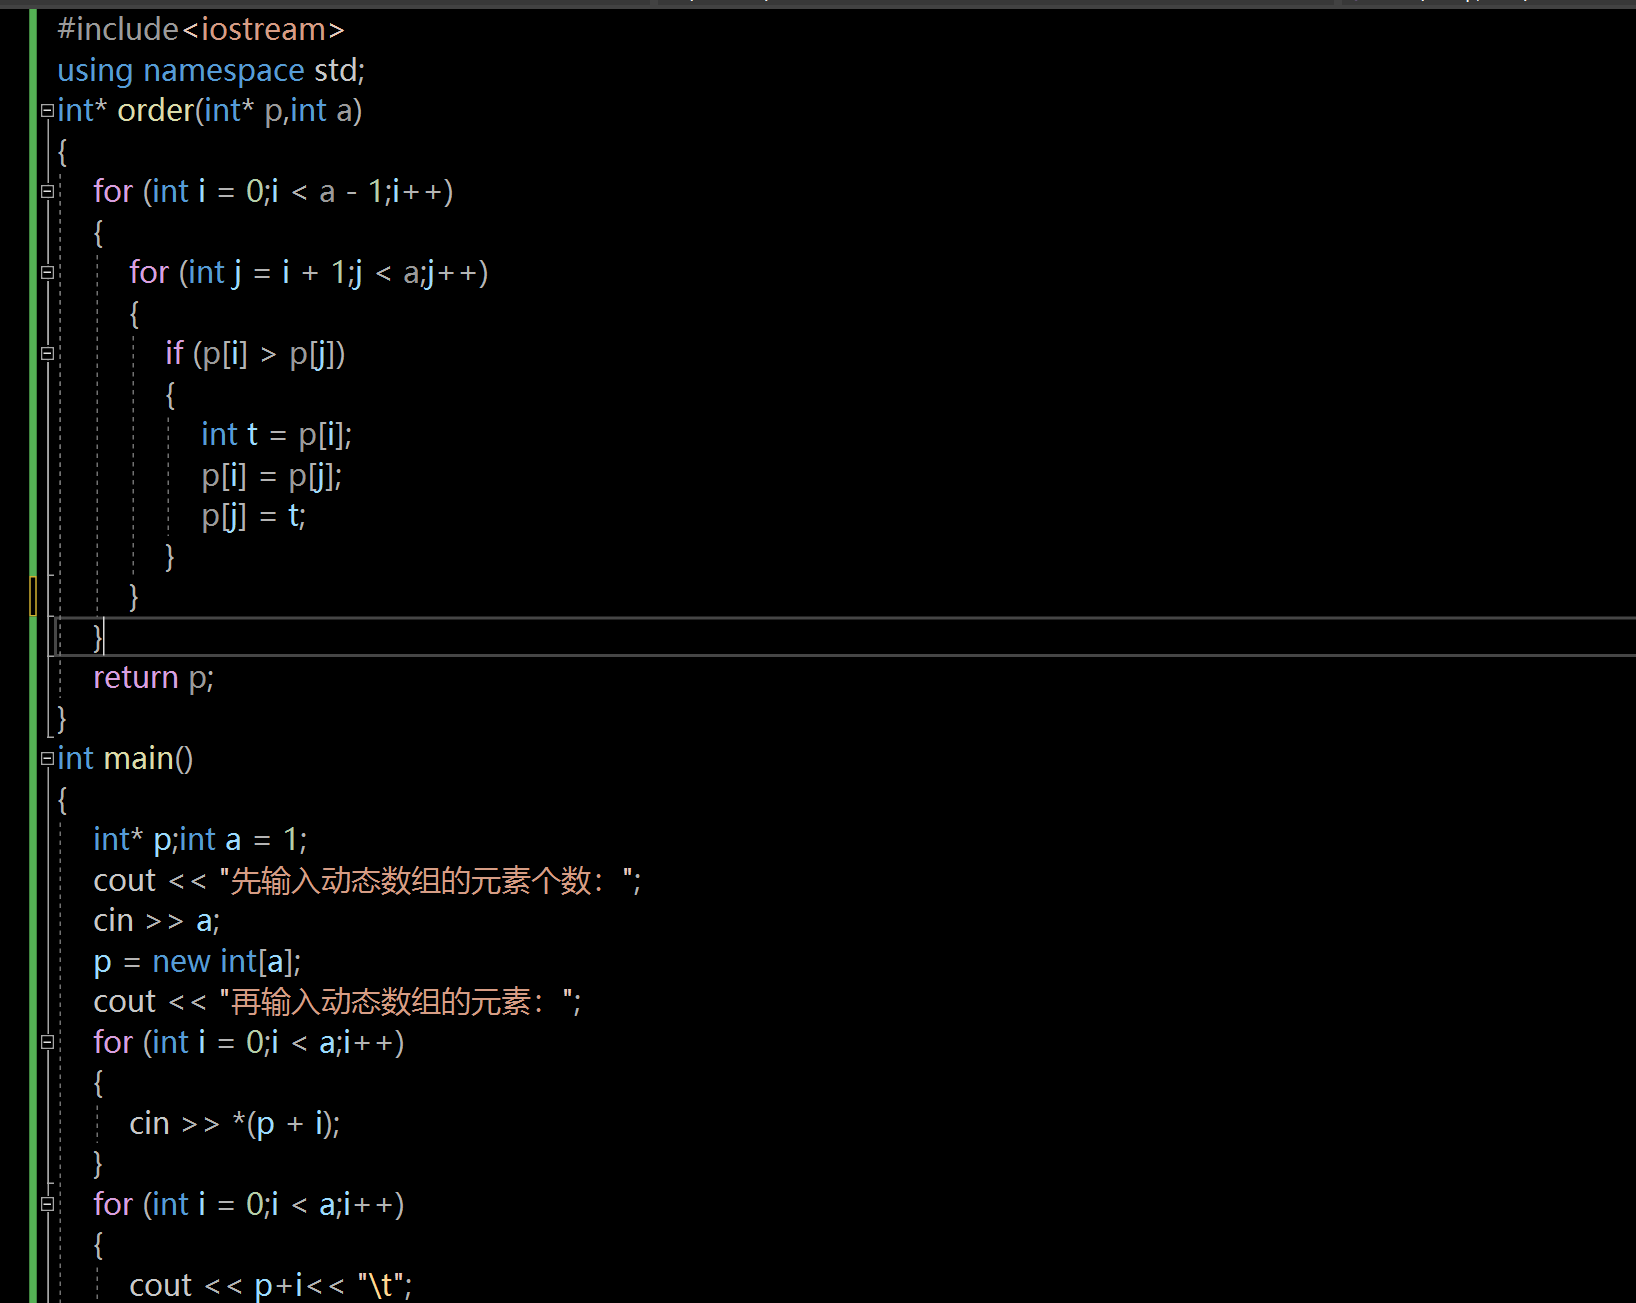 #include<iostream>
using namespace std;
int* order(int* p,int a)
{
for (int i = 0;i < a - 1;i++)
{
for (int j = i + 1;j < a;j++)
{
if (p[i] > p[j])
{
int t = p[i];
p[i] = p[j];
p[j] = t;
}
}
}
return p;
}
int main()
{
int* p;int a = 1;
cout << "先输入动态数组的元素个数：";
cin >> a;
p = new int[a];
cout << "再输入动态数组的元素：";
for (int i = 0;i < a;i++)
{
cin >> *(p + i);
}
for (int i = 0;i < a;i++)
{
cout << p+i<< "\t";